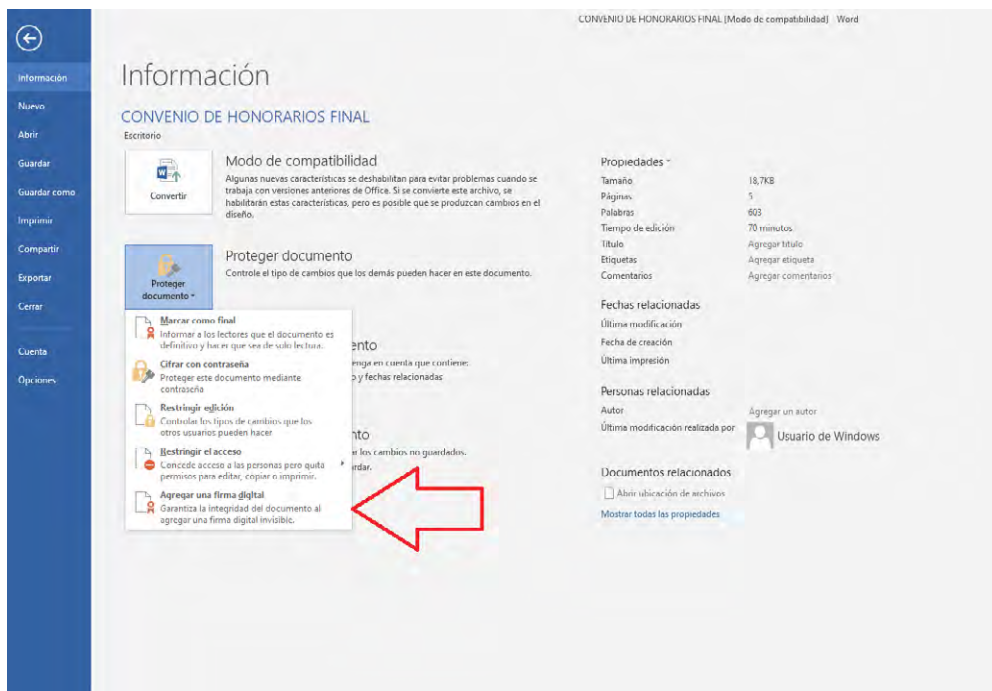 CONVENIO DE HONORARIOS FINAL [Modo de compatibilidad] Word
Información
Nuevo
Abrir
Guardar
Guardar como
Imprimir
Compartir
Exportar
Cerrar
Cuenta
Opciones
Información
CONVENIO DE HONORARIOS FINAL
Escritorio
Convertir
Modo de compatibilidad
Algunas nuevas características se deshabilitan para evitar problemas cuando se
trabaja con versiones anteriores de Office. Si se convierte este archivo, se
habilitarán estas características, pero es posible que se produzcan cambios en el
diseño.
Proteger
documento
Proteger documento
Controle el tipo de cambios que los demás pueden hacer en este documento.
Marcar como final
Informar a los lectores que el documento es
definitivo y hacer que sea de solo lectura.
Cifrar con contraseña
Proteger este documento mediante
contraseña
Restringir edición
Controlar los tipos de cambios que los
otros usuarios pueden hacer
Restringir el acceso
Concede acceso a las personas pero quita
permisos para editar, copiar o imprimir.
Agregar una firma digital
Garantiza la integridad del documento al
agregar una firma digital invisible.
ento
enga en cuenta que contiene:
o y fechas relacionadas
nto
ar los cambios no guardados.
rdar.
Propiedades
Tamaño 18,7KB
Páginas 5
Palabras 603
Tiempo de edición 70 minutos
Título Agregar título
Etiquetas Agregar etiqueta
Comentarios Agregar comentarios
Fechas relacionadas
Última modificación
Fecha de creación
Última impresión
Personas relacionadas
Autor Agregar un autor
Última modificación realizada por Usuario de Windows
Documentos relacionados
Abrir ubicación de archivos
Mostrar todas las propiedades